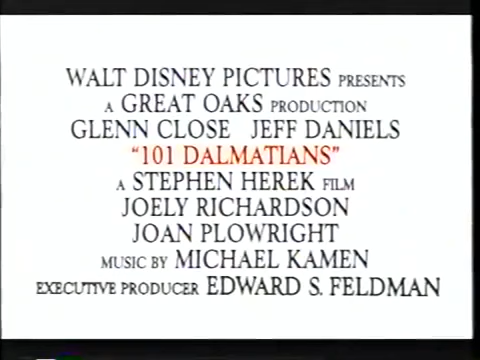 WALT DISNEY PICTURES PRESENTS
A GREAT OAKS PRODUCTION
GLENN CLOSE JEFF DANIELS
"101 DALMATIANS"
A STEPHEN HEREK FILM
JOELY RICHARDSON
JOAN PLOWRIGHT
MUSIC BY MICHAEL KAMEN
EXECUTIVE PRODUCER EDWARD S. FELDMAN